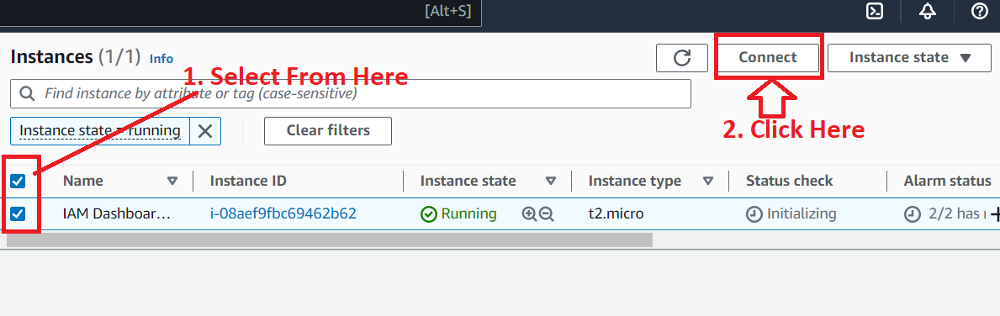 [Alt+S]
Instances (1/1) Info
Connect
Instance state
1. Select From Here
Find instance by attribute or tag (case-sensitive)
Instance state = running
Clear filters
2. Click Here
Name Instance ID Instance state Instance type Status check Alarm status
IAM Dashboar... i-08aef9fbc69462b62 Running t2.micro Initializing 2/2 has